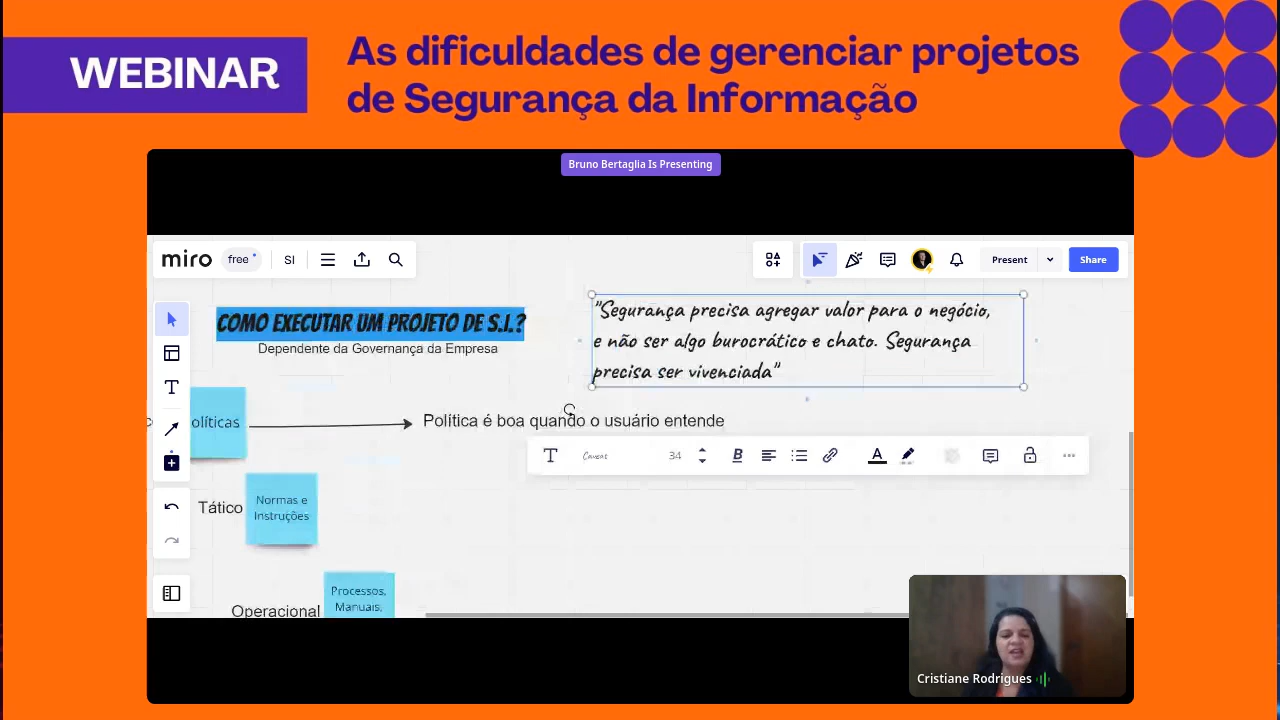 WEBINAR
As dificuldades de gerenciar projetos
de Segurança da Informação
Bruno Bertaglia Is Presenting
miro
free
SI
Present
Share
COMO EXECUTAR UM PROJETO DE S.I.?
Dependente da Governança da Empresa
"Segurança precisa agregar valor para o negócio,
e não ser algo burocrático e chato. Segurança
precisa ser vivenciada"
olíticas
Política é boa quando o usuário entende
Caveat
34
B
A
Tático
Normas e
Instruções
Operacional
Processos,
Manuais,
Cristiane Rodrigues